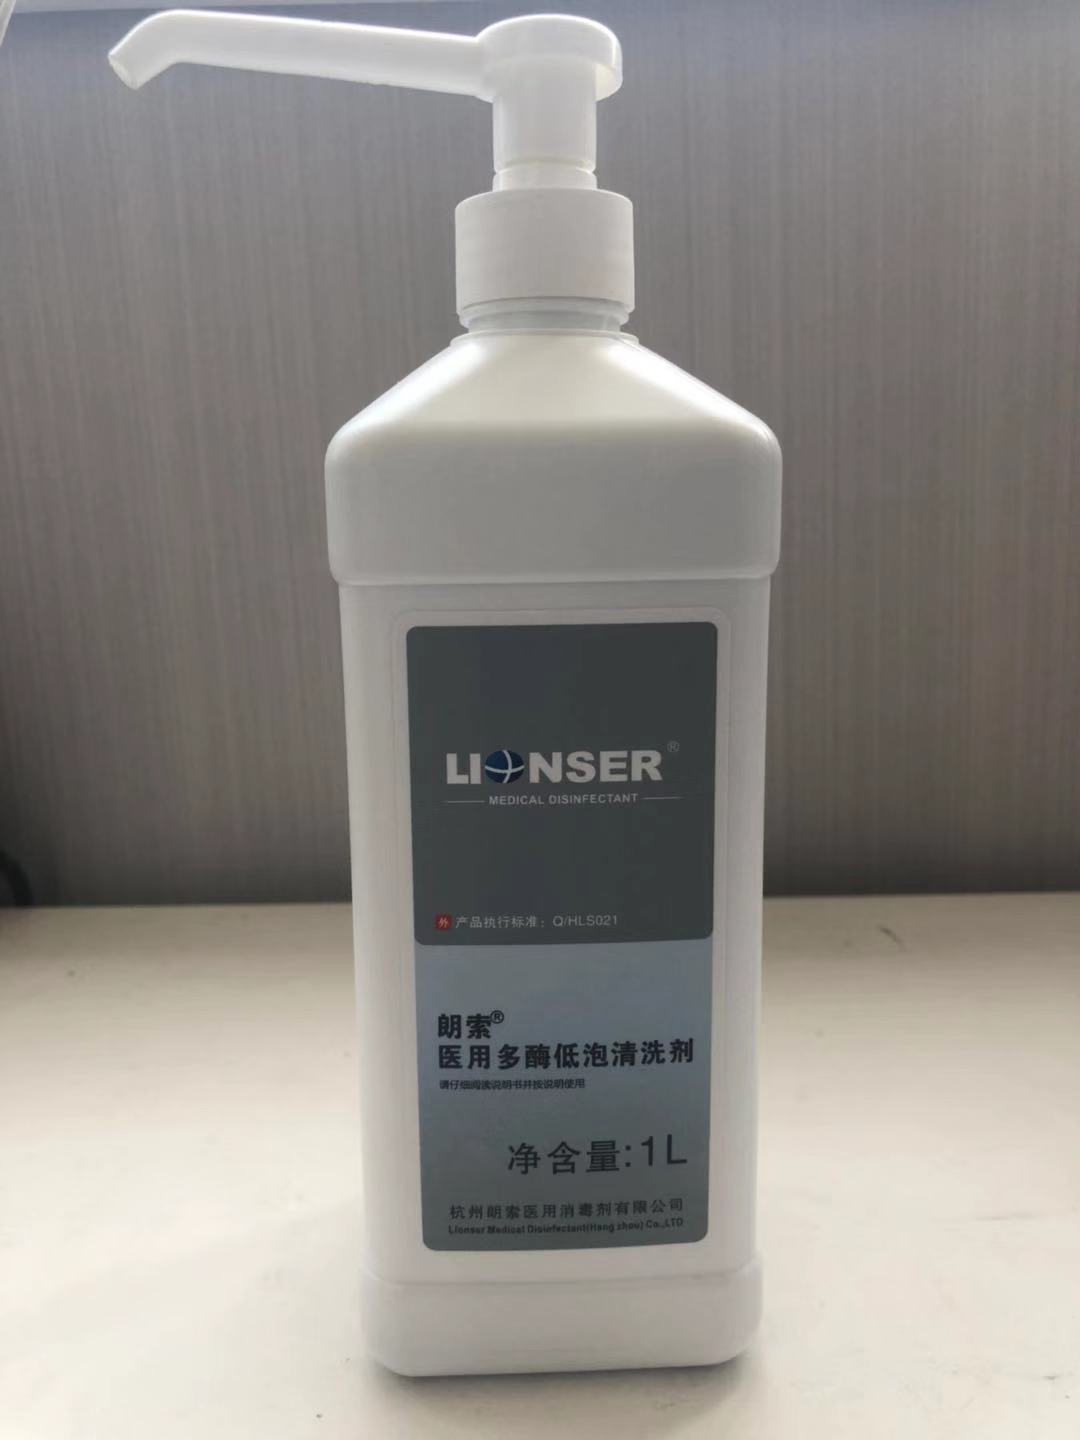 LIONSER®
MEDICAL DISINFECTANT
外 产品执行标准：Q/HLS021
朗索®
医用多酶低泡清洗剂
请仔细阅读说明书并按说明使用
净含量:1L
杭州朗索医用消毒剂有限公司
Lionser Medical Disinfectant(Hang zhou) Co.,LTD